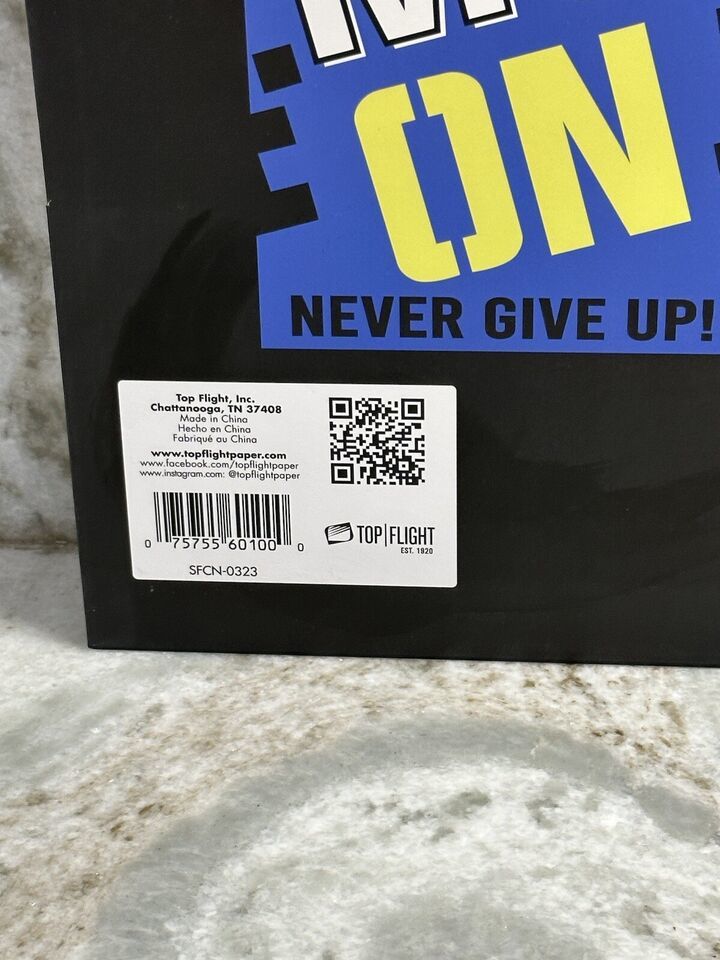 ON
NEVER GIVE UP!
Top Flight, Inc.
Chattanooga, TN 37408
Made in China
Hecho en China
Fabriqué au China
www.topflightpaper.com
www.facebook.com/topflightpaper
www.instagram.com: @topflightpaper
0 75755 60100 0
SFCN-0323
TOP|FLIGHT
EST. 1920